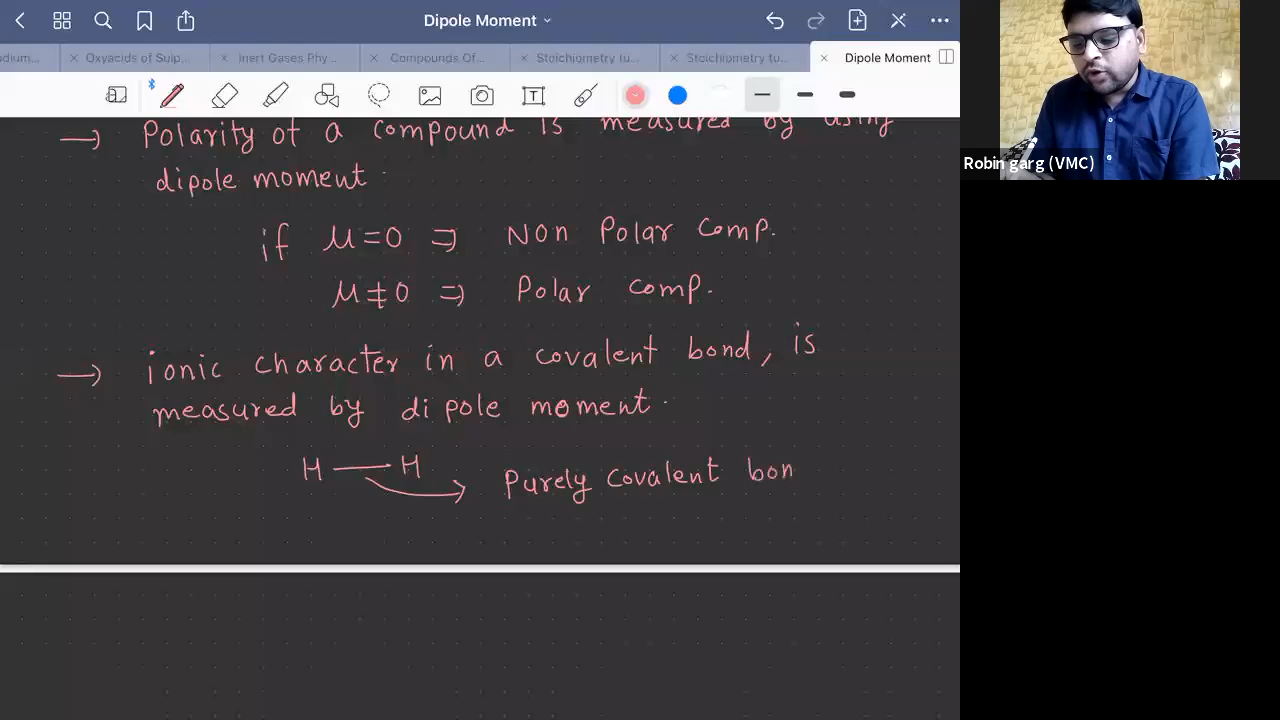 Dipole Moment
dium...
Oxyacids of Sulp...
Inert Gases Phy...
Compounds Of...
Stoichiometry tu...
Stoichiometry tu...
Dipole Moment
T
Robin garg (VMC)
→ Polarity of a compound is measured by using
dipole moment
if μ=0 ⇒ Non Polar comp.
μ≠0 ⇒ Polar comp.
→ ionic character in a covalent bond, is
measured by dipole moment.
H — H → Purely covalent bon